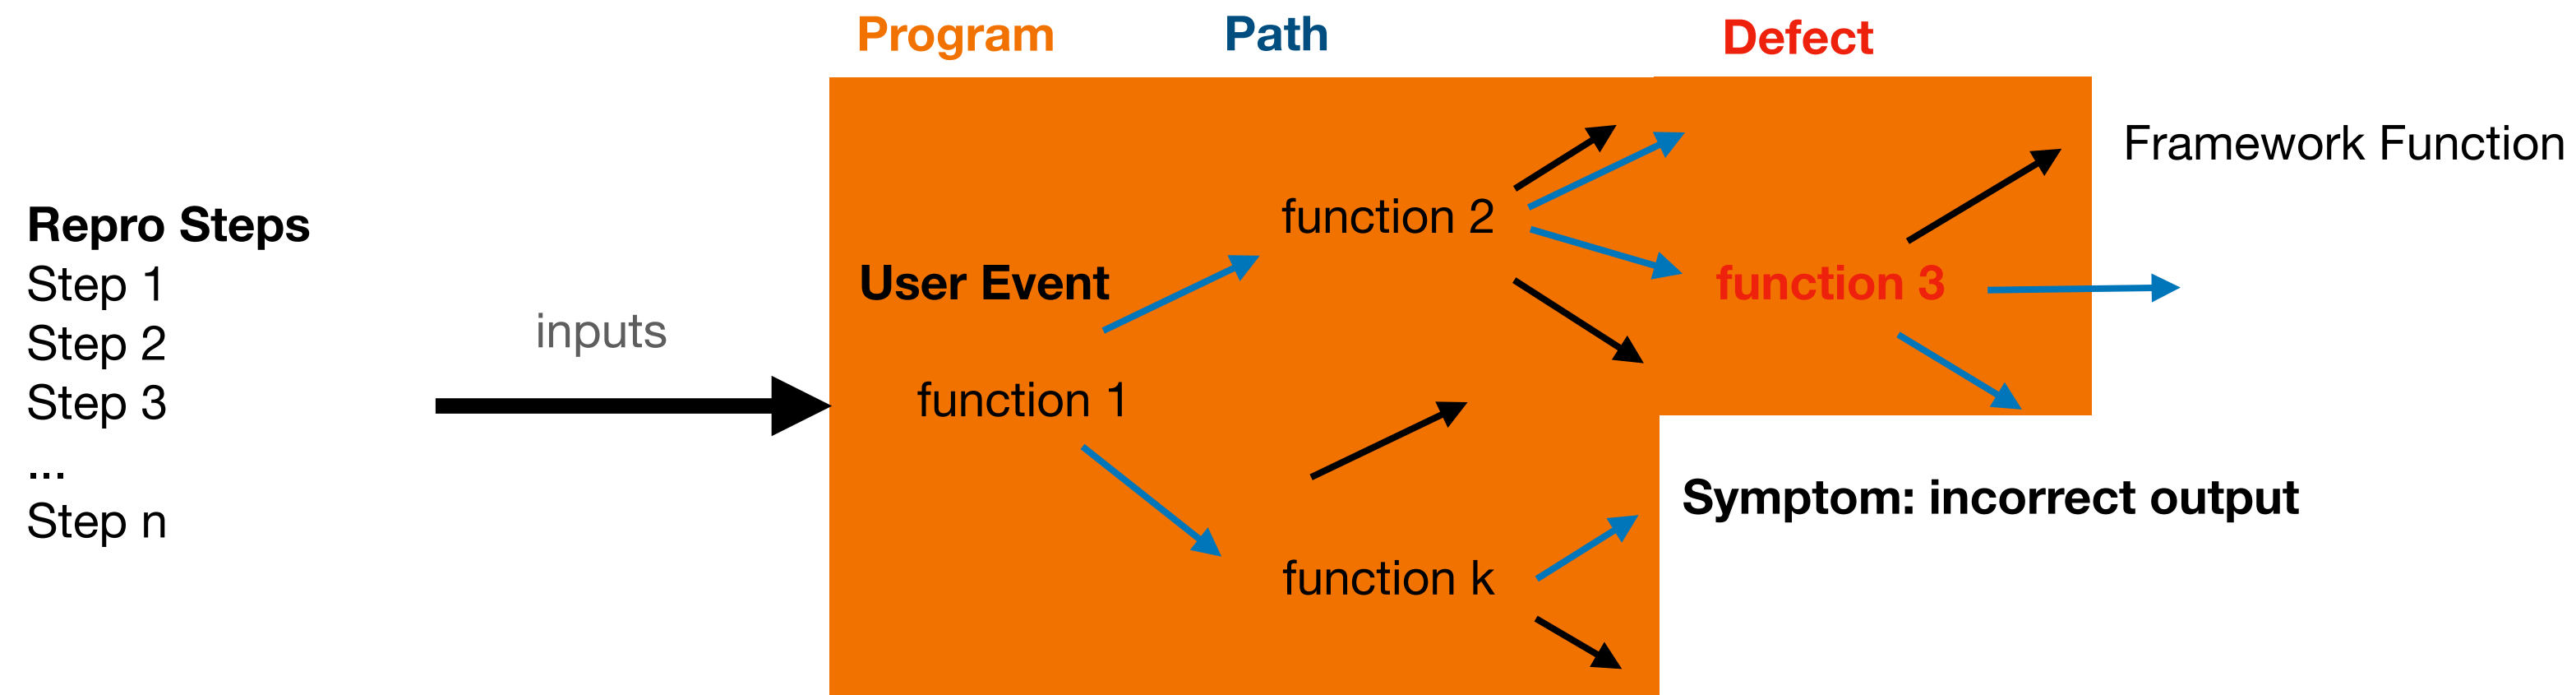 Program
Path
Defect
Repro Steps
Step 1
Step 2
Step 3
...
Step n
inputs
User Event
function 1
function 2
function k
function 3
Framework Function
Symptom: incorrect output